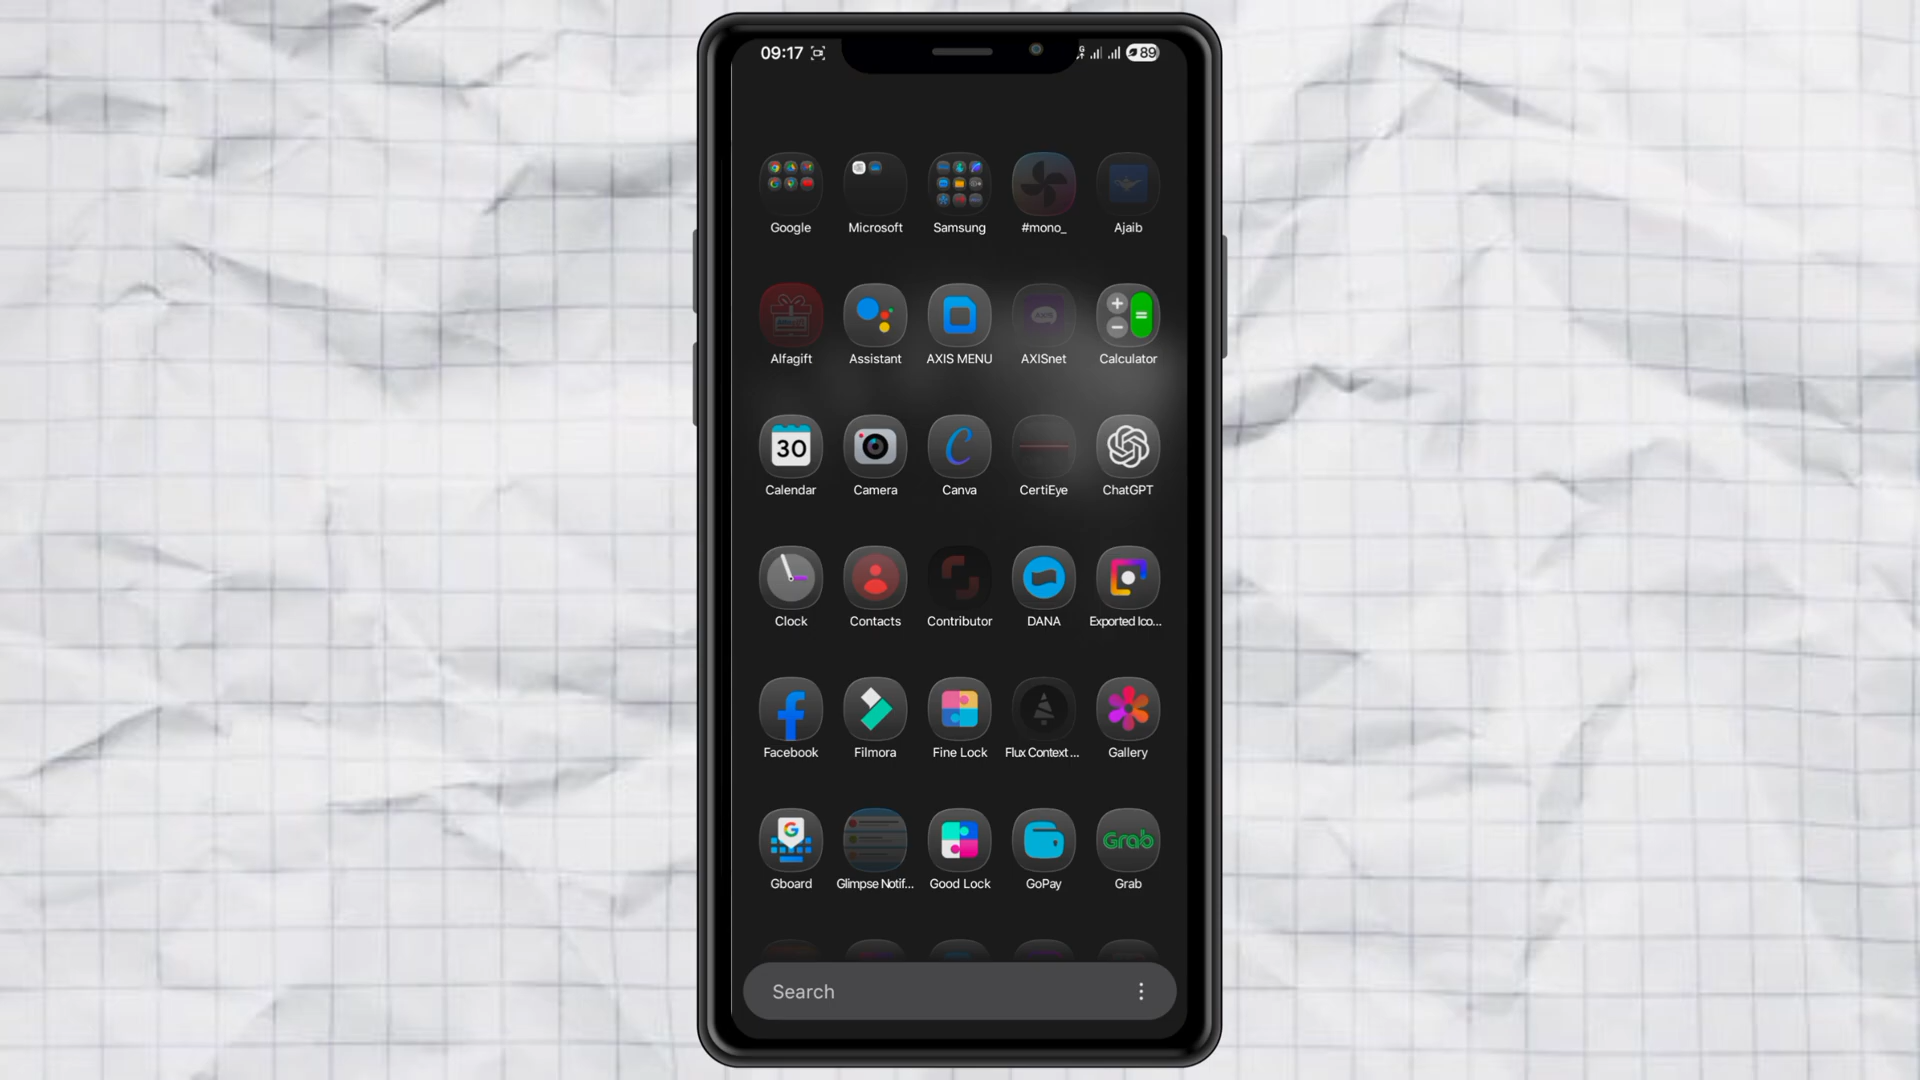 09:17 89
Google Microsoft Samsung #mono_ Ajaib
Alfagift Assistant AXIS MENU AXISnet Calculator
30
Calendar Camera Canva CertiEye ChatGPT
Clock Contacts Contributor DANA Exported Ico...
Facebook Filmora Fine Lock Flux Context ... Gallery
G Grab
Gboard Glimpse Notif... Good Lock GoPay Grab
Search